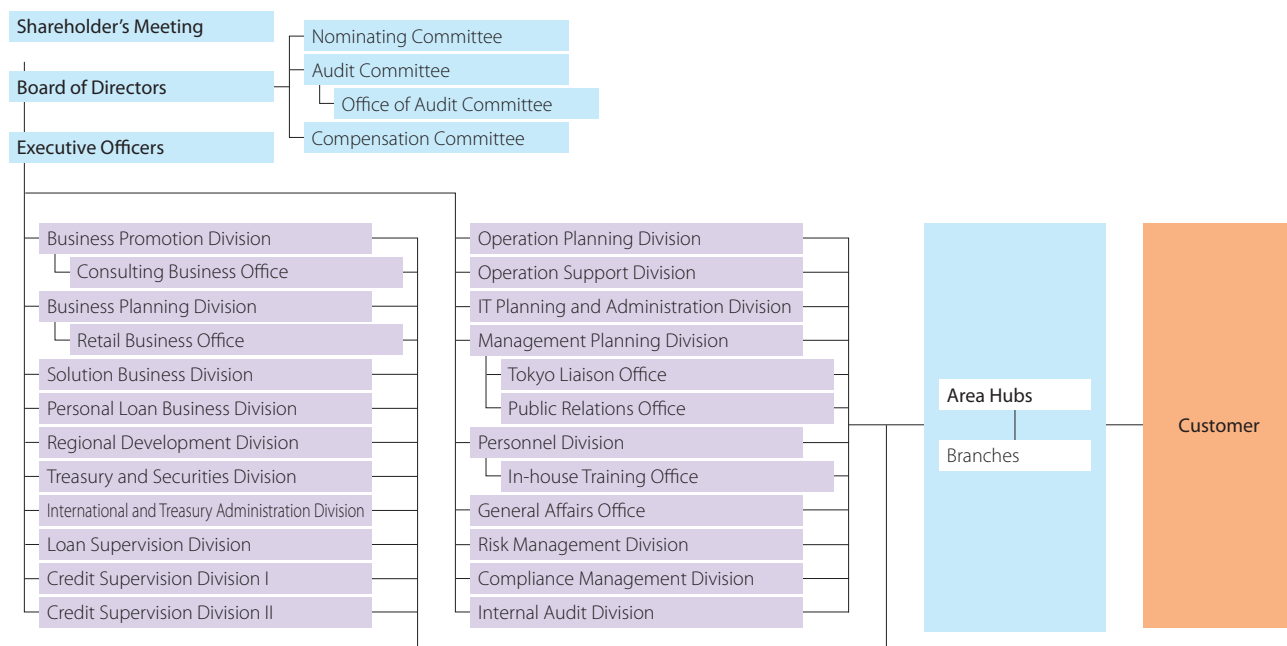 Shareholder’s Meeting
Board of Directors
Executive Officers
Nominating Committee
Audit Committee
Office of Audit Committee
Compensation Committee
Business Promotion Division
Consulting Business Office
Business Planning Division
Retail Business Office
Solution Business Division
Personal Loan Business Division
Regional Development Division
Treasury and Securities Division
International and Treasury Administration Division
Loan Supervision Division
Credit Supervision Division I
Credit Supervision Division II
Operation Planning Division
Operation Support Division
IT Planning and Administration Division
Management Planning Division
Tokyo Liaison Office
Public Relations Office
Personnel Division
In-house Training Office
General Affairs Office
Risk Management Division
Compliance Management Division
Internal Audit Division
Area Hubs
Branches
Customer